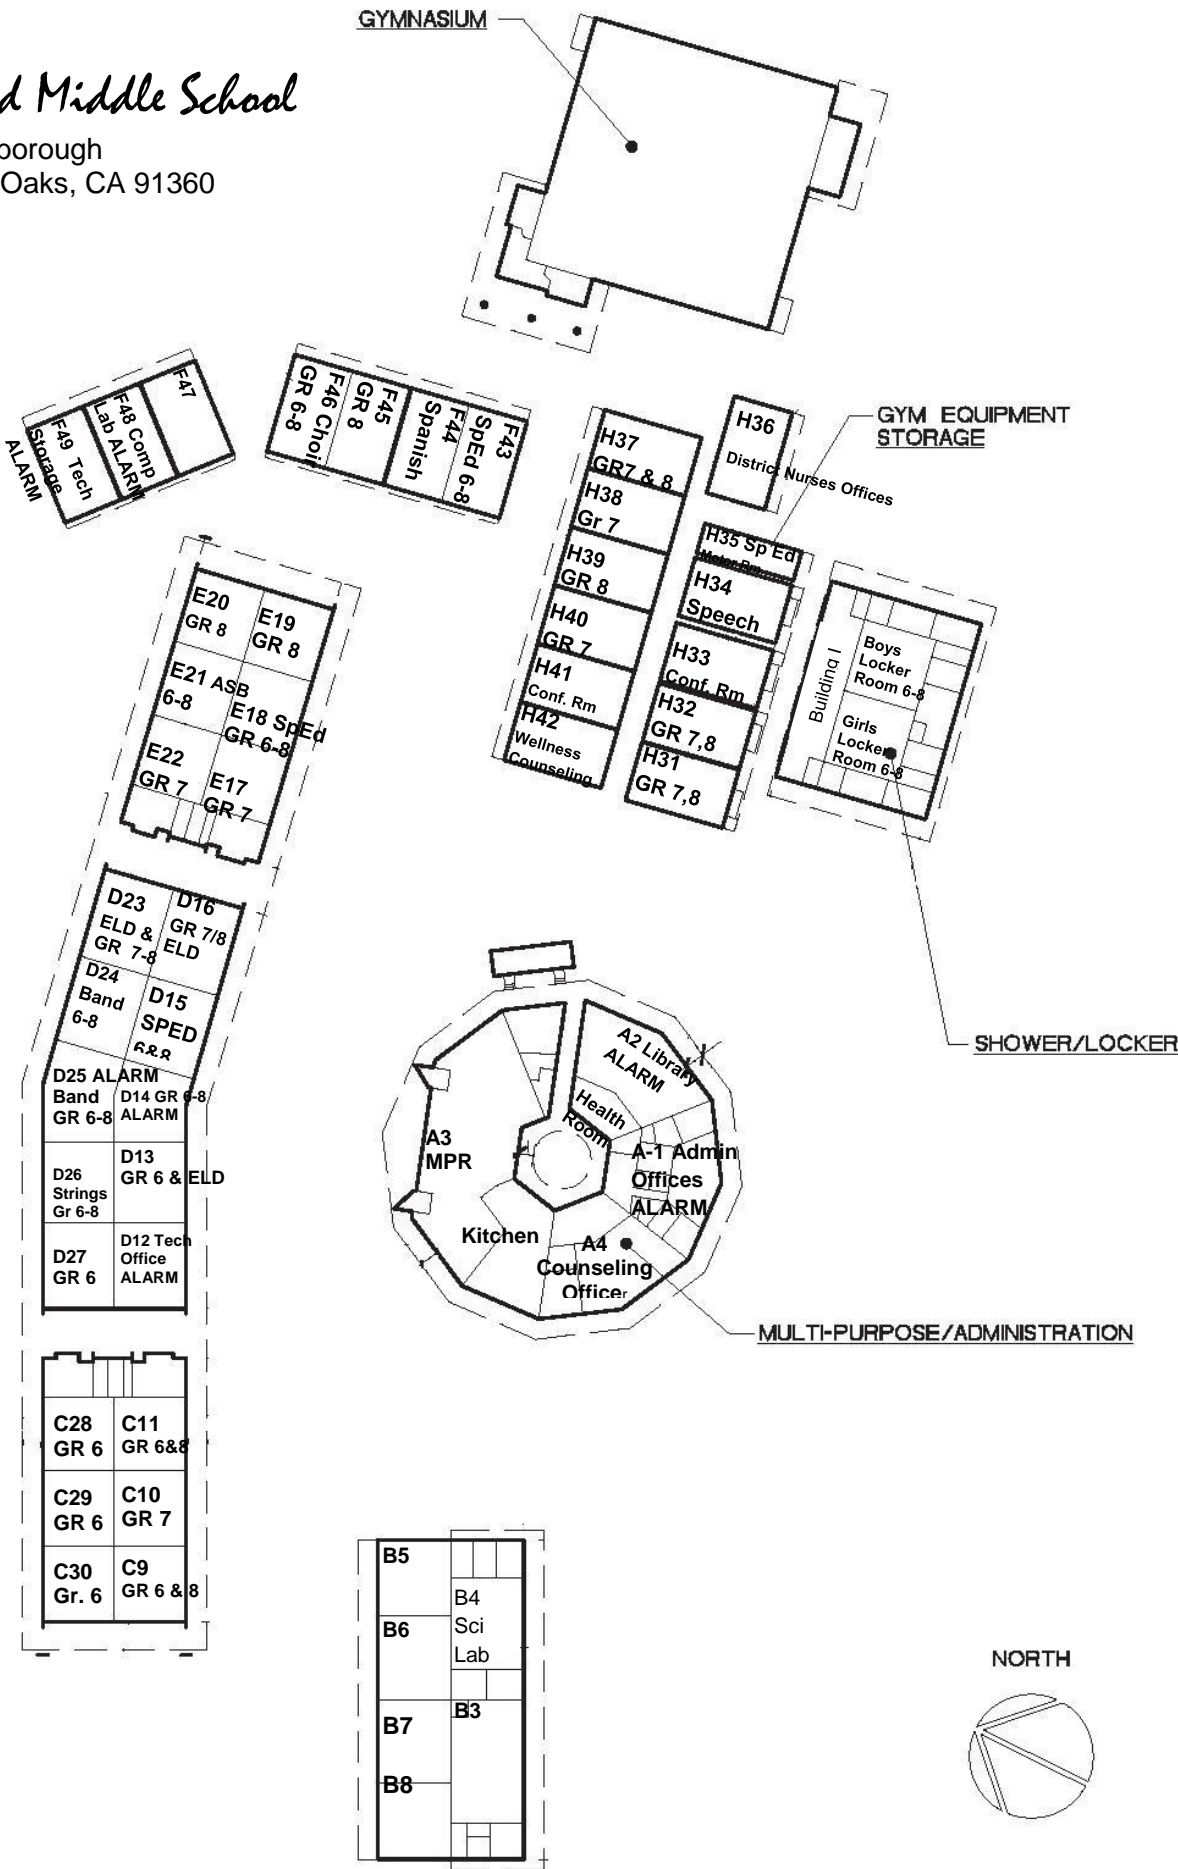 GYMNASIUM
d Middle School
borough
Oaks, CA 91360
F47
F48 Comp
Lab ALARM
F49 Tech
Storage
ALARM
F46 Choir
GR 6-8
F45
GR 8
F44
Spanish
F43
SpEd 6-8
H37
GR7 & 8
H38
Gr 7
H39
GR 8
H40
GR 7
H41
Conf. Rm
H42
Wellness
Counseling
H36
District Nurses Offices
GYM EQUIPMENT
STORAGE
H35 Sp Ed
Motor Rm
H34
Speech
H33
Conf. Rm
H32
GR 7,8
H31
GR 7,8
Building I
Boys
Locker
Room 6-8
Girls
Locker
Room 6-8
SHOWER/LOCKER
E20
GR 8
E19
GR 8
E21 ASB
6-8
E18 SpEd
GR 6-8
E22
GR 7
E17
GR 7
D23
ELD &
GR 7-8
D16
GR 7/8
ELD
D24
Band
6-8
D15
SPED
6&8
D25 ALARM
Band
GR 6-8
D14 GR 6-8
ALARM
D26
Strings
Gr 6-8
D13
GR 6 & ELD
D27
GR 6
D12 Tech
Office
ALARM
A2 Library
ALARM
Health
Room
A3
MPR
A-1 Admin
Offices
ALARM
Kitchen
A4
Counseling
Officer
MULTI-PURPOSE/ADMINISTRATION
C28
GR 6
C11
GR 6&8
C29
GR 6
C10
GR 7
C30
Gr. 6
C9
GR 6 & 8
B5
B4
Sci
Lab
B6
B7
B3
B8
NORTH